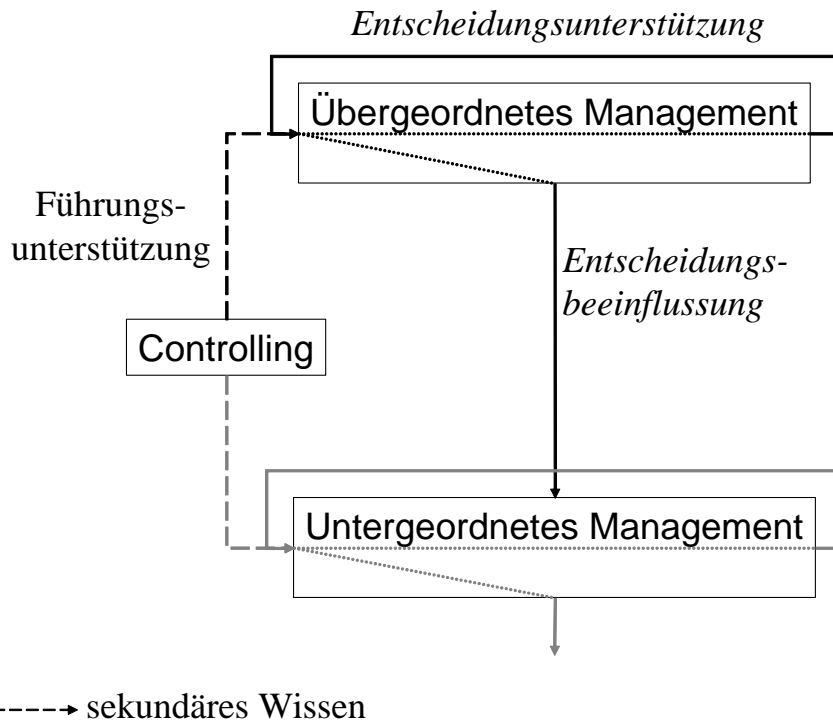 Entscheidungsunterstützung
Übergeordnetes Management
Führungs-
unterstützung
Entscheidungs-
beeinflussung
Controlling
Untergeordnetes Management
sekundäres Wissen